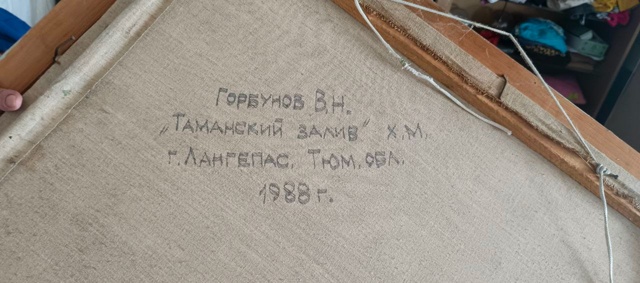 Горбунов В.Н.
„Таманский залив" х.м.
г. Лангепас, Тюм. обл.
1988 г.